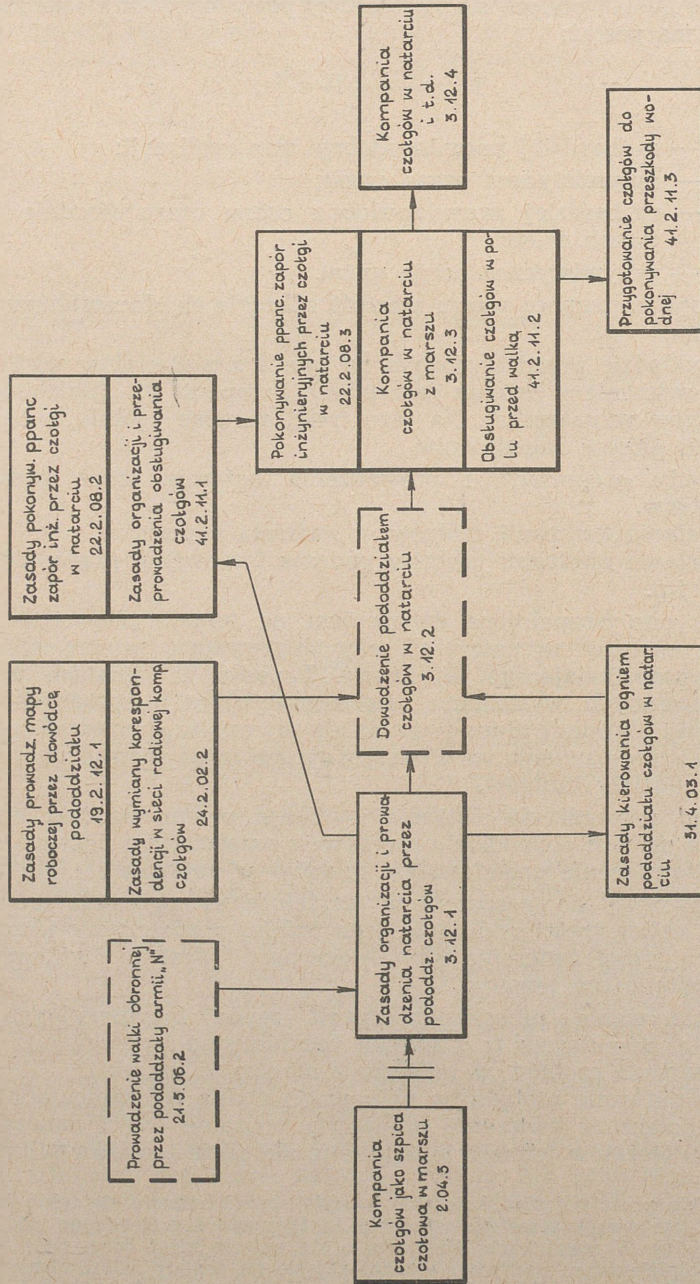 Kompania
czołgów jako szpica
czołowa w marszu
2.04.5
Prowadzenie walki obronnej
przez pododdzały armii „N"
21.5.06.2
Zasady organizacji i prowa-
dzenia natarcia przez
pododdz. czołgów
3.12.1
Zasady prowadz. mapy
roboczej przez dowódcę
pododdziału
19.2.12.1
Zasady wymiany korespon-
dencji w sieci radiowej komp
czołgów
24.2.02.2
Zasady kierowania ogniem
pododdziału czołgów w natar.
ciu
31.4.03.1
Dowodzenie pododdziałem
czołgów w natarciu
3.12.2
Zasady pokonyw. ppanc
zapór inż. przez czołgi
w natarciu
22.2.08.2
Zasady organizacji i prze-
prowadzenia obsługiwania
czołgów
41.2.11.1
Pokonywanie ppanc. zapór
inżynieryjnych przez czołgi
w natarciu
22.2.08.3
Kompania
czołgów w natarciu
z marszu
3.12.3
Obsługiwanie czołgów w po-
lu przed walką
41.2.11.2
Kompania
czołgów w natarciu
i t.d.
3.12.4
Przygotowanie czołgów do
pokonywania przeszkody wo-
dnej
41.2.11.3